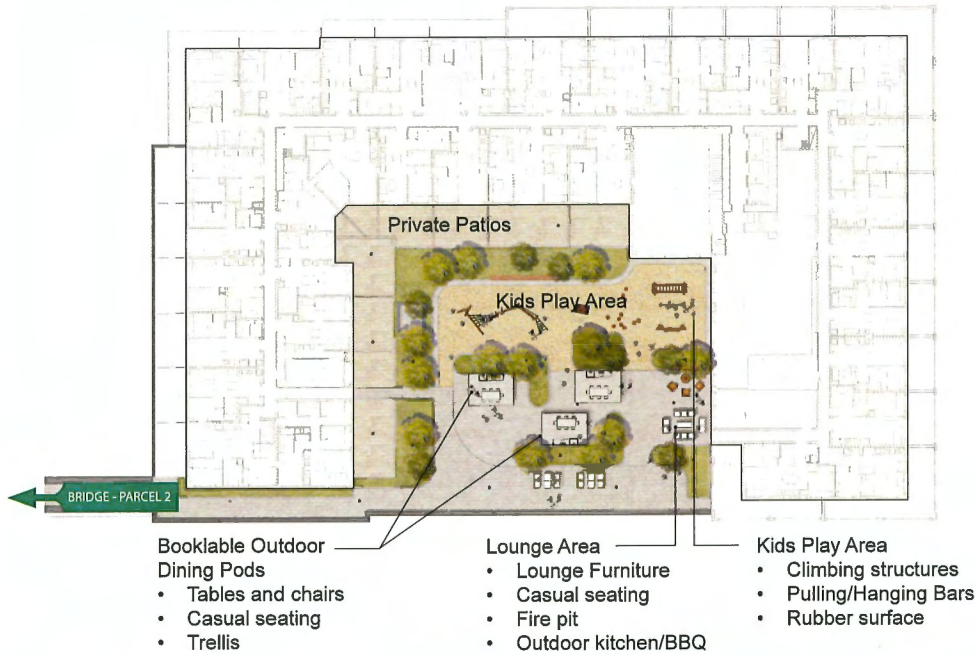 Private Patios
Kids Play Area
BRIDGE - PARCEL 2
Booklable Outdoor
Dining Pods
• Tables and chairs
• Casual seating
• Trellis
Lounge Area
• Lounge Furniture
• Casual seating
• Fire pit
• Outdoor kitchen/BBQ
Kids Play Area
• Climbing structures
• Pulling/Hanging Bars
• Rubber surface